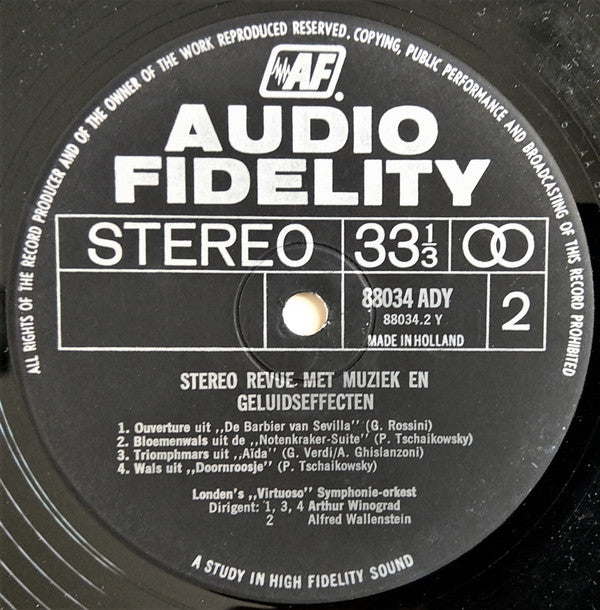 ALL RIGHTS OF THE RECORD PRODUCER AND OF THE OWNER OF THE WORK REPRODUCED RESERVED. COPYING, PUBLIC PERFORMANCE AND BROADCASTING OF THIS RECORD PROHIBITED
AF.
AUDIO
FIDELITY
STEREO 33⅓
88034 ADY
88034.2 Y
2
MADE IN HOLLAND
STEREO REVUE MET MUZIEK EN
GELUIDSEFFECTEN
1. Ouverture uit ,,De Barbier van Sevilla" (G. Rossini)
2. Bloemenwals uit de ,,Notenkraker-Suite" (P. Tschaikowsky)
3. Triomphmars uit ,,Aïda" (G. Verdi/A. Ghislanzoni)
4. Wals uit ,,Doornroosje" (P. Tschaikowsky)
Londen's ,,Virtuoso" Symphonie-orkest
Dirigent: 1, 3, 4 Arthur Winograd
2 Alfred Wallenstein
A STUDY IN HIGH FIDELITY SOUND